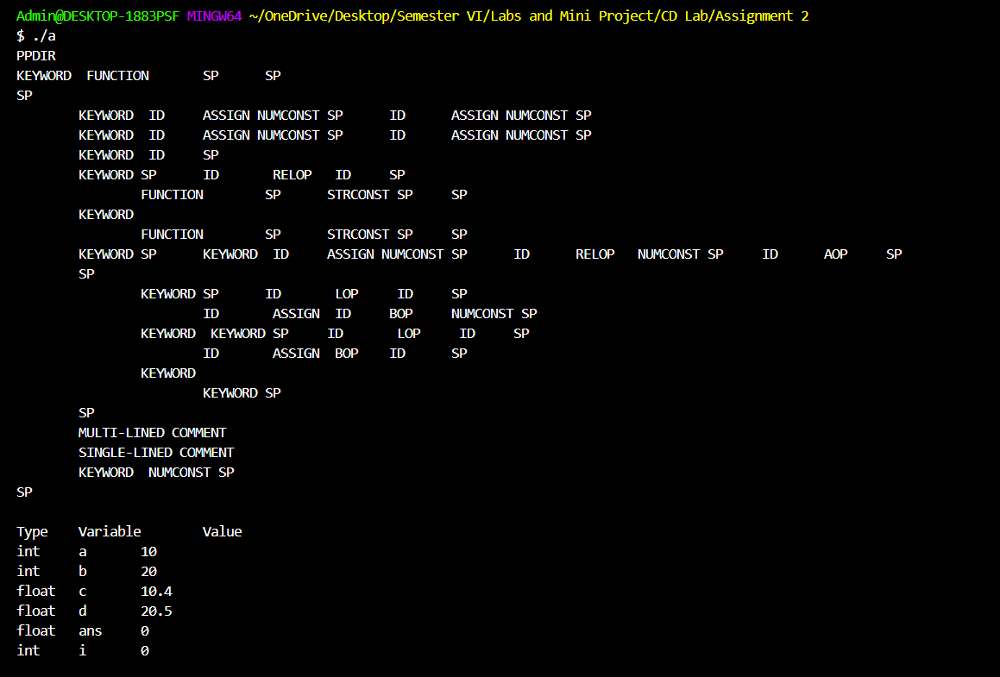 Admin@DESKTOP-1883PSF MINGW64 ~/OneDrive/Desktop/Semester VI/Labs and Mini Project/CD Lab/Assignment 2
$ ./a
PPDIR
KEYWORD  FUNCTION       SP      SP
SP
        KEYWORD  ID     ASSIGN NUMCONST SP      ID      ASSIGN NUMCONST SP
        KEYWORD  ID     ASSIGN NUMCONST SP      ID      ASSIGN NUMCONST SP
        KEYWORD  ID     SP
        KEYWORD SP      ID       RELOP   ID     SP
                FUNCTION        SP      STRCONST SP     SP
        KEYWORD
                FUNCTION        SP      STRCONST SP     SP
        KEYWORD SP      KEYWORD  ID     ASSIGN NUMCONST SP      ID      RELOP   NUMCONST SP     ID      AOP     SP
        SP
                KEYWORD SP      ID       LOP     ID     SP
                        ID       ASSIGN  ID     BOP     NUMCONST SP
                KEYWORD  KEYWORD SP     ID       LOP     ID     SP
                        ID       ASSIGN  BOP    ID      SP
                KEYWORD
                        KEYWORD SP
        SP
        MULTI-LINED COMMENT
        SINGLE-LINED COMMENT
        KEYWORD  NUMCONST SP
SP
Type    Variable        Value
int     a       10
int     b       20
float   c       10.4
float   d       20.5
float   ans     0
int     i       0